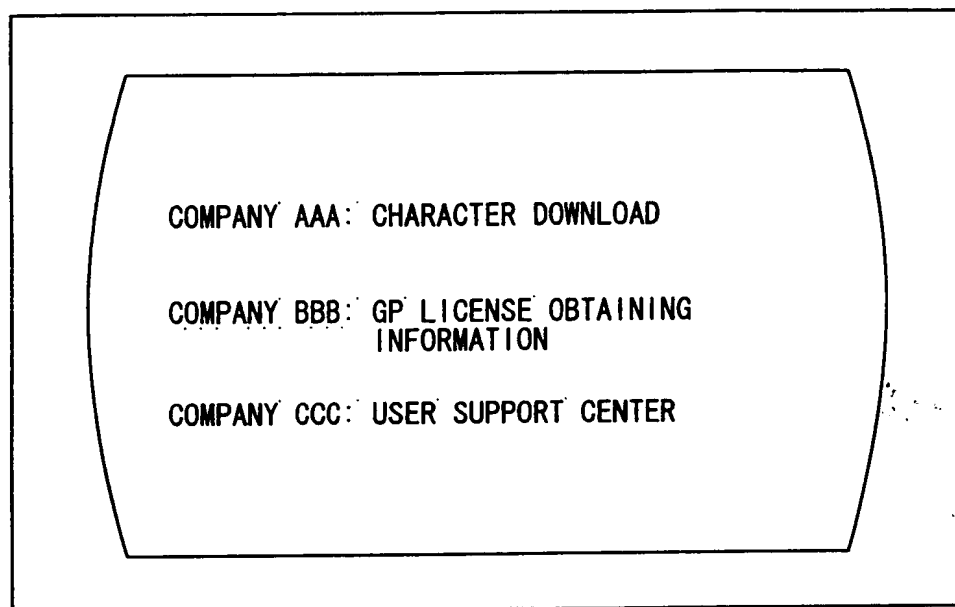 COMPANY AAA: CHARACTER DOWNLOAD
COMPANY BBB: GP LICENSE OBTAINING
INFORMATION
COMPANY CCC: USER SUPPORT CENTER